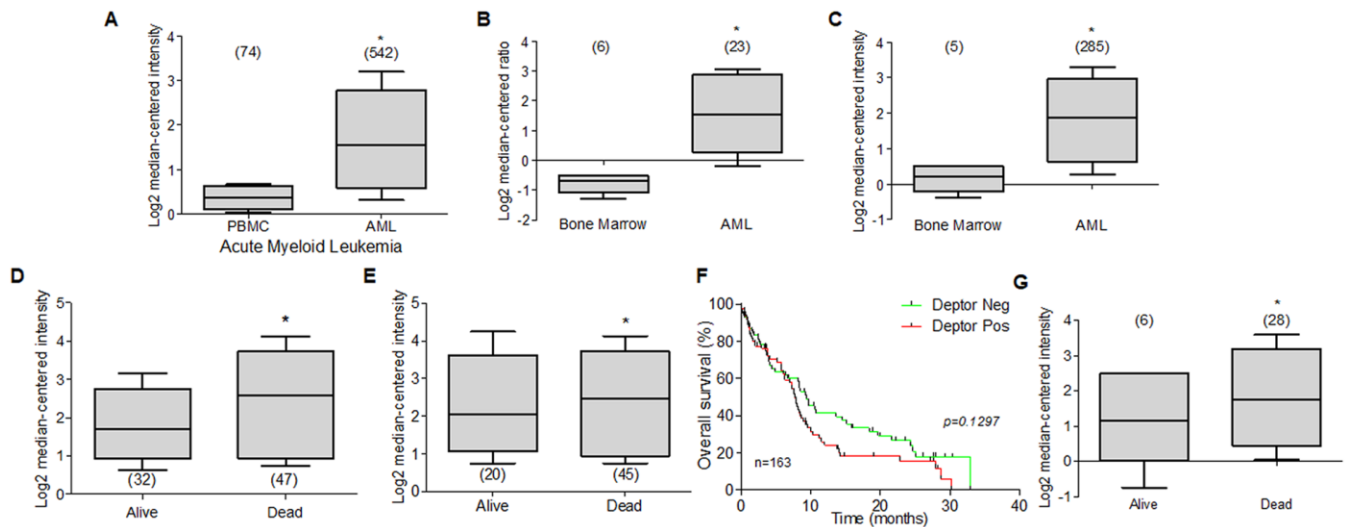 A
Log2 median-centered intensity
4
3
2
1
0
(74)
*
(542)
PBMC
AML
Acute Myeloid Leukemia
B
Log2 median-centered ratio
4
3
2
1
0
-1
-2
(6)
*
(23)
Bone Marrow
AML
C
Log2 median-centered intensity
4
3
2
1
0
-1
(5)
*
(285)
Bone Marrow
AML
D
Log2 median-centered intensity
5
4
3
2
1
0
*
(32)
(47)
Alive
Dead
E
Log2 median-centered intensity
5
4
3
2
1
0
*
(20)
(45)
Alive
Dead
F
Overall survival (%)
100
80
60
40
20
0
Deptor Neg
Deptor Pos
p=0.1297
n=163
0 10 20 30 40
Time (months)
G
Log2 median-centered intensity
4
3
2
1
0
-1
(6)
*
(28)
Alive
Dead